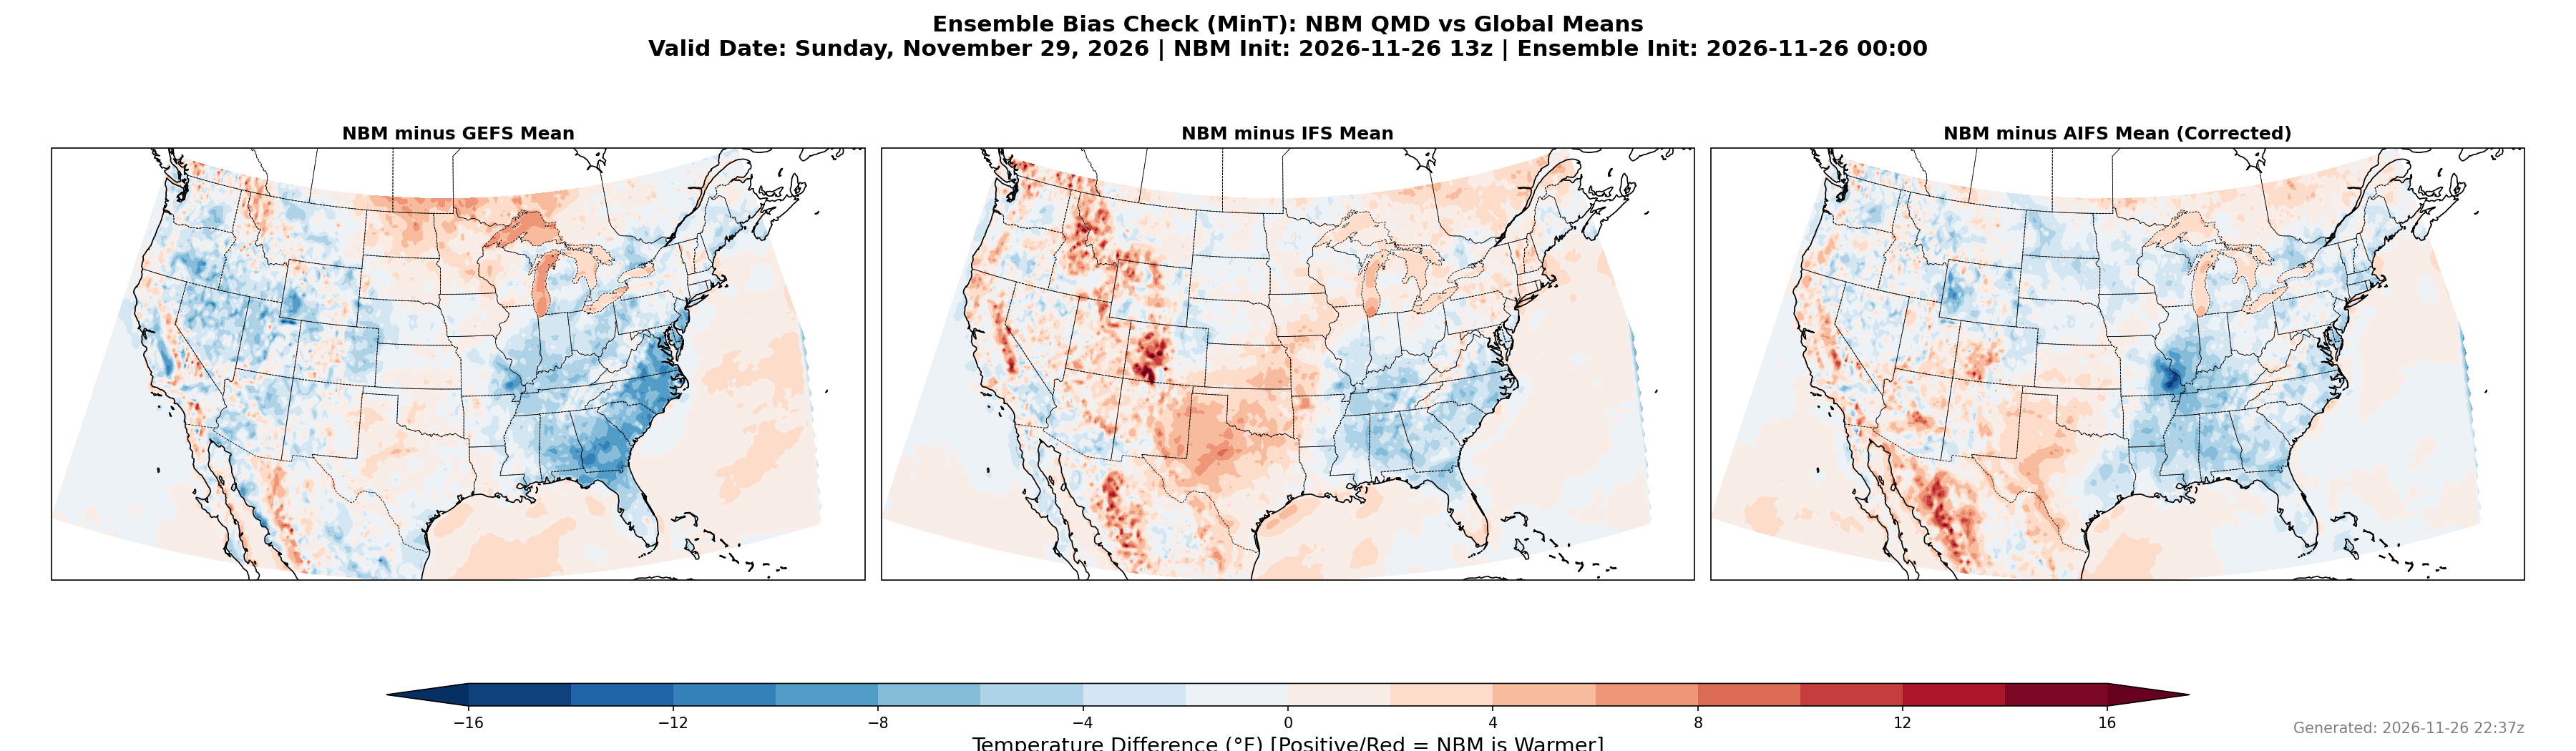 Ensemble Bias Check (MinT): NBM QMD vs Global Means
Valid Date: Sunday, November 29, 2026 | NBM Init: 2026-11-26 13z | Ensemble Init: 2026-11-26 00:00
NBM minus GEFS Mean
NBM minus IFS Mean
NBM minus AIFS Mean (Corrected)
−16
−12
−8
−4
0
4
8
12
16
Temperature Difference (°F) [Positive/Red = NBM is Warmer]
Generated: 2026-11-26 22:37z